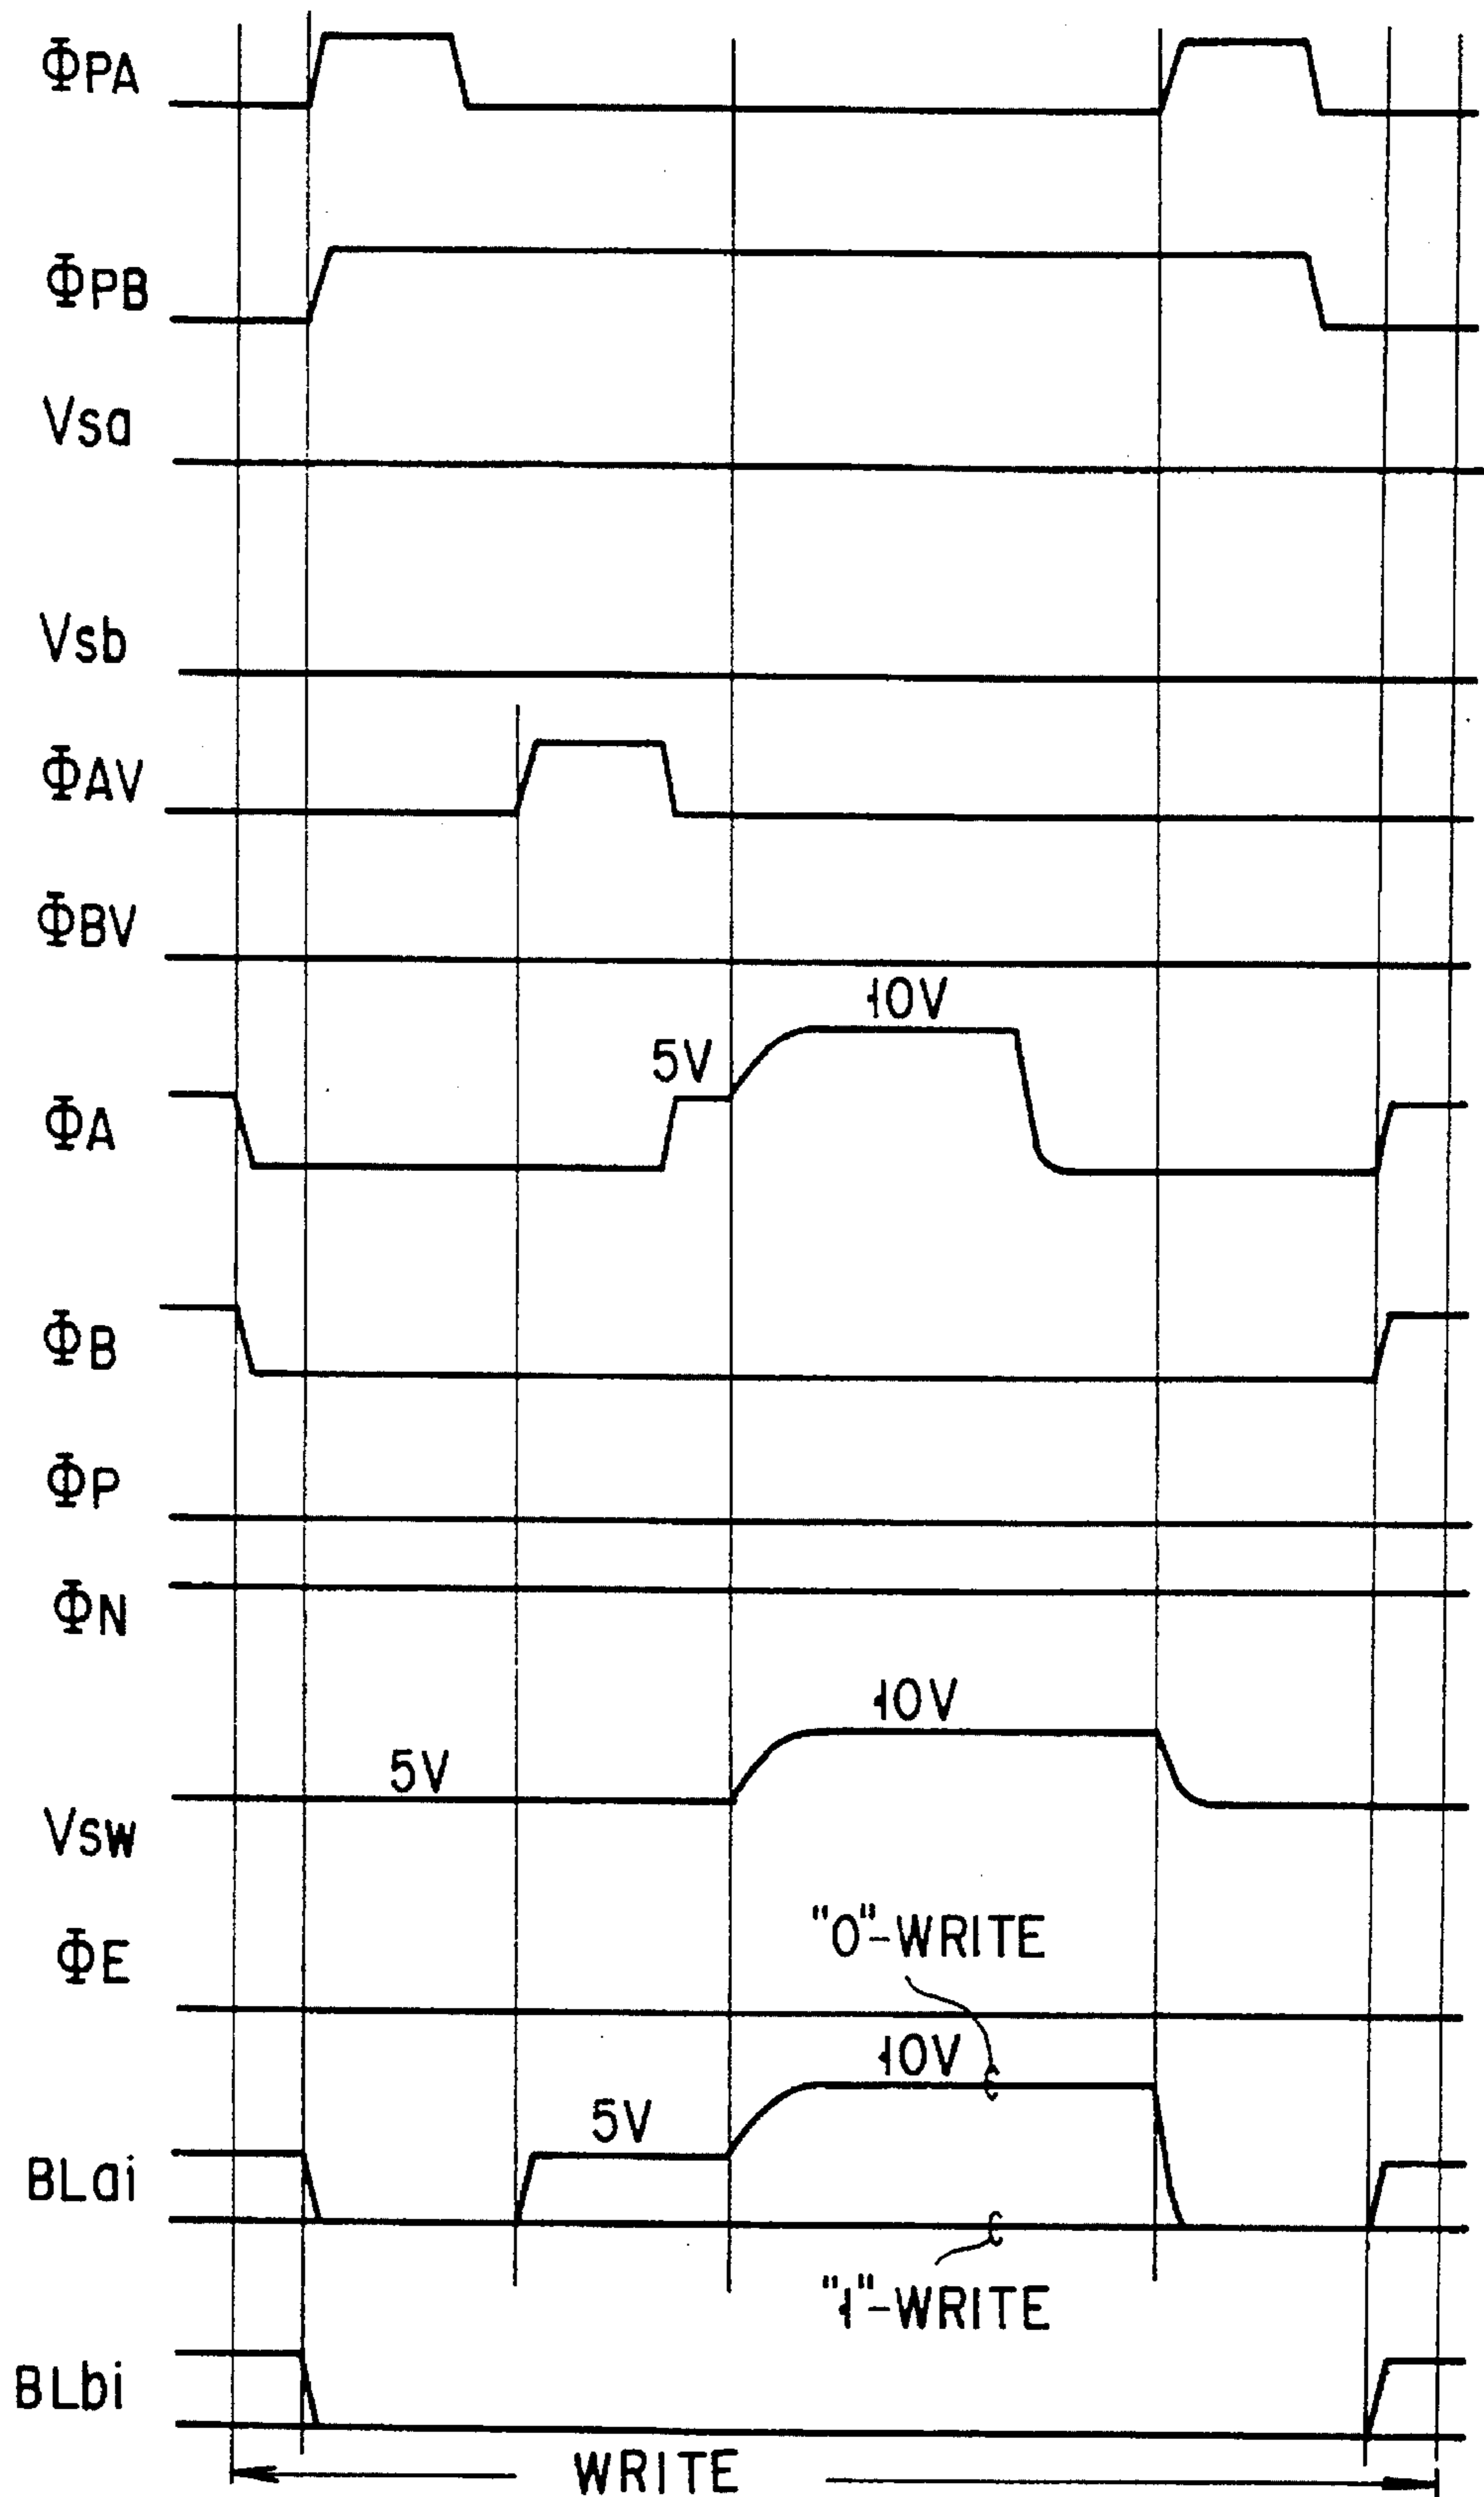 ΦPA
ΦPB
Vsa
Vsb
ΦAV
ΦBV
10V
5V
ΦA
ΦB
ΦP
ΦN
10V
5V
VSW
"0"-WRITE
ΦE
10V
5V
BLai
"1"-WRITE
BLbi
WRITE